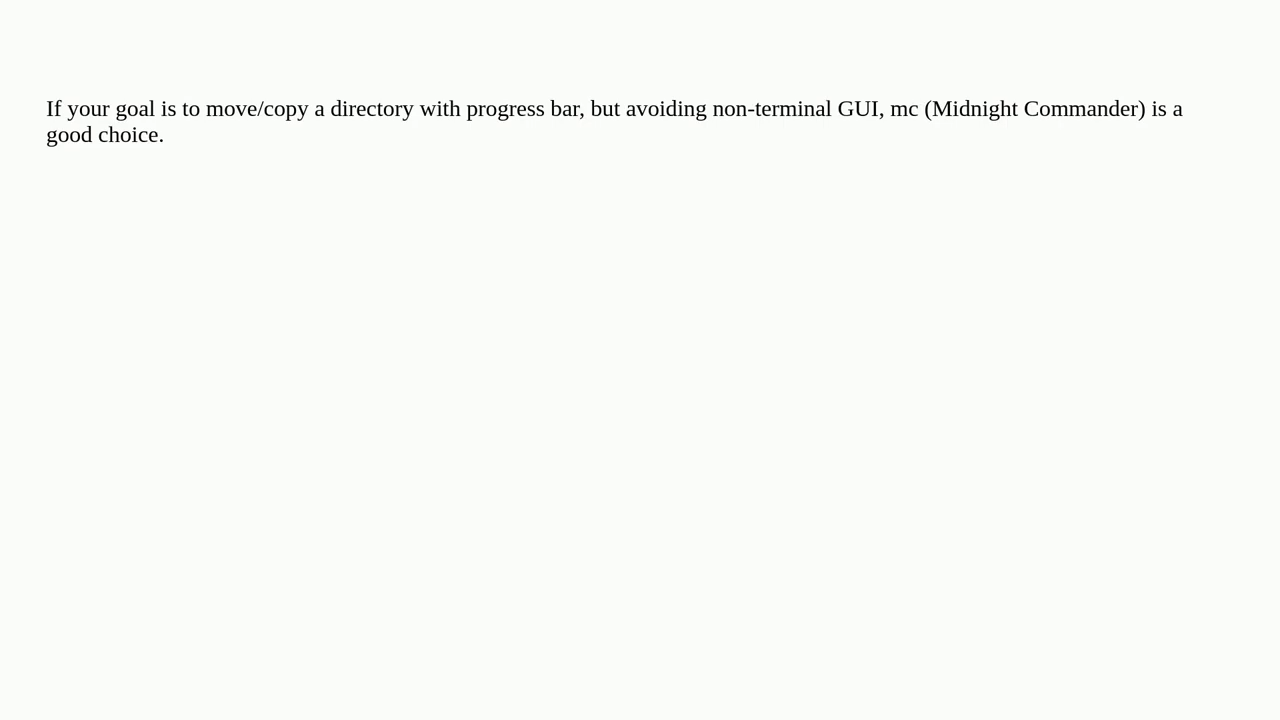 If your goal is to move/copy a directory with progress bar, but avoiding non-terminal GUI, mc (Midnight Commander) is a
good choice.